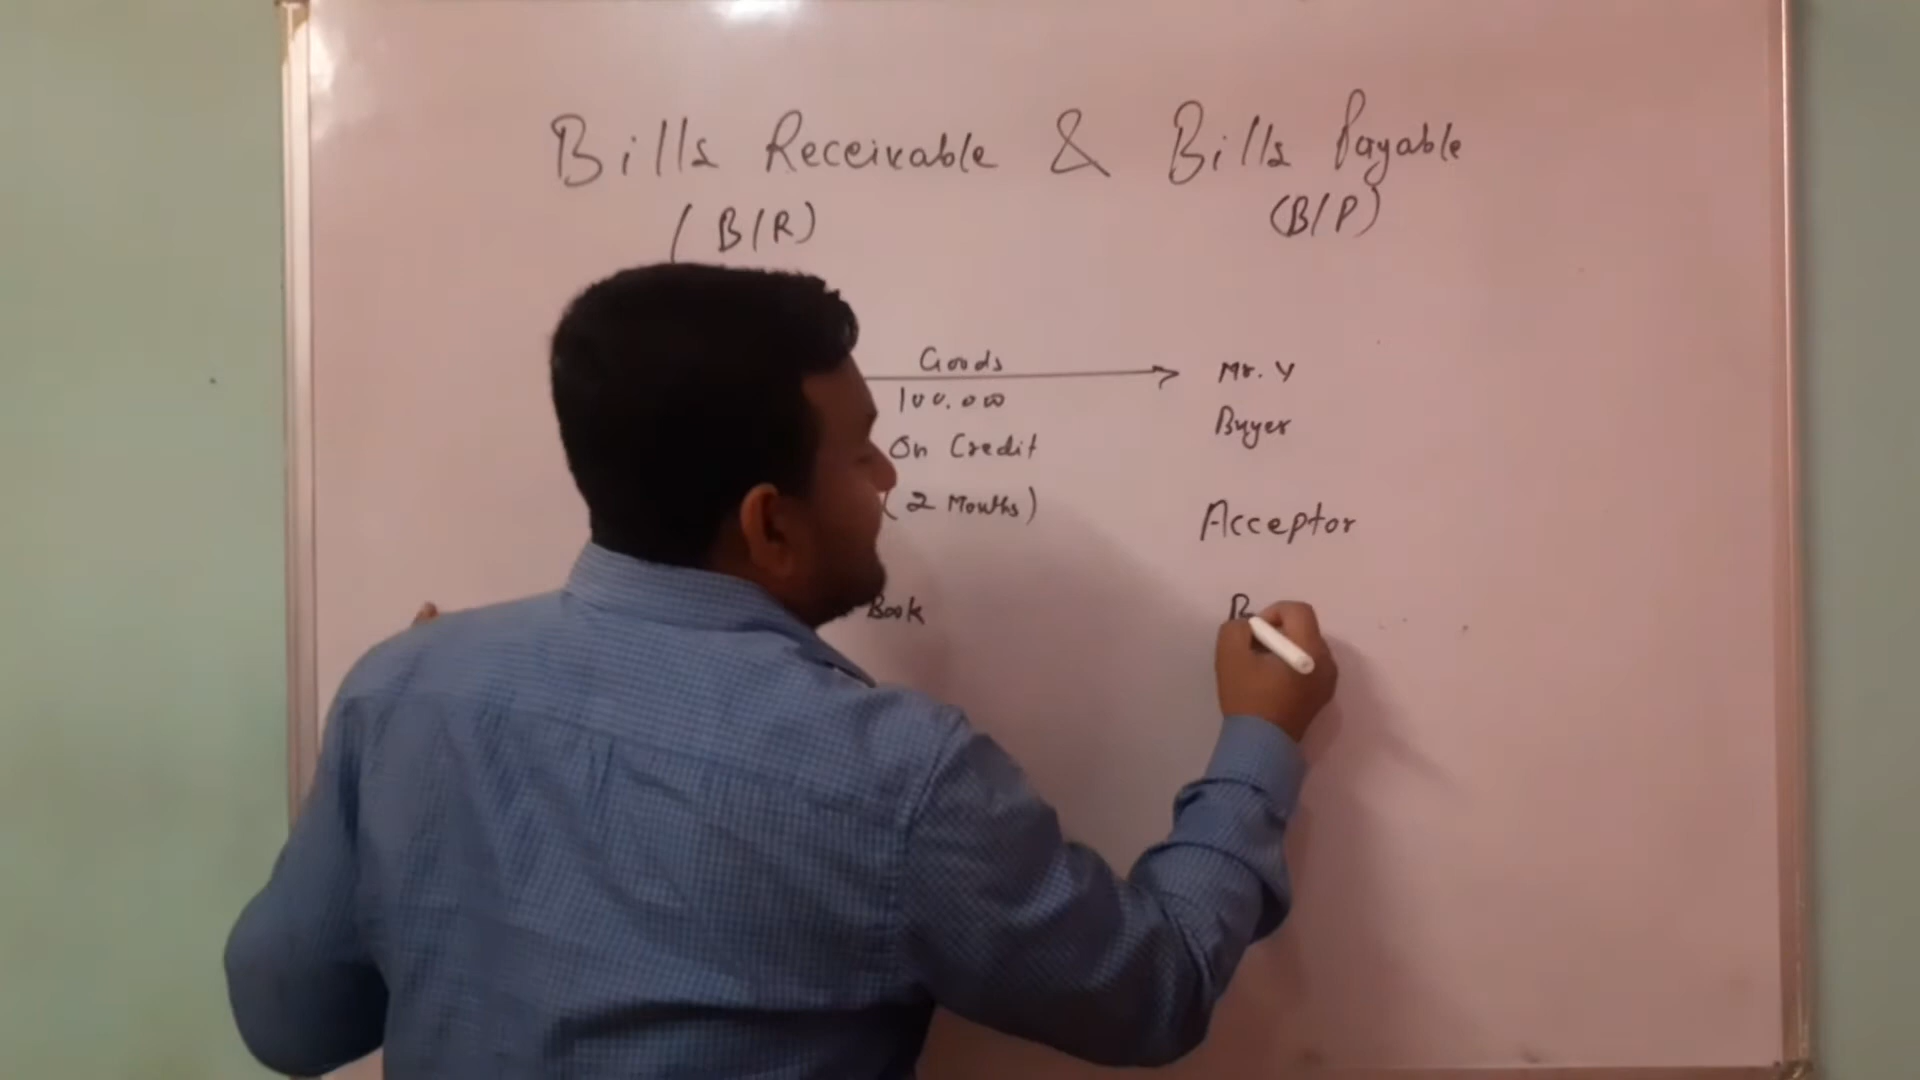 Bills Receivable & Bills Payable
(B/R) (B/P)
Goods
100.000
On Credit
(2 Months)
Mr. Y
Buyer
Acceptor
Book
B